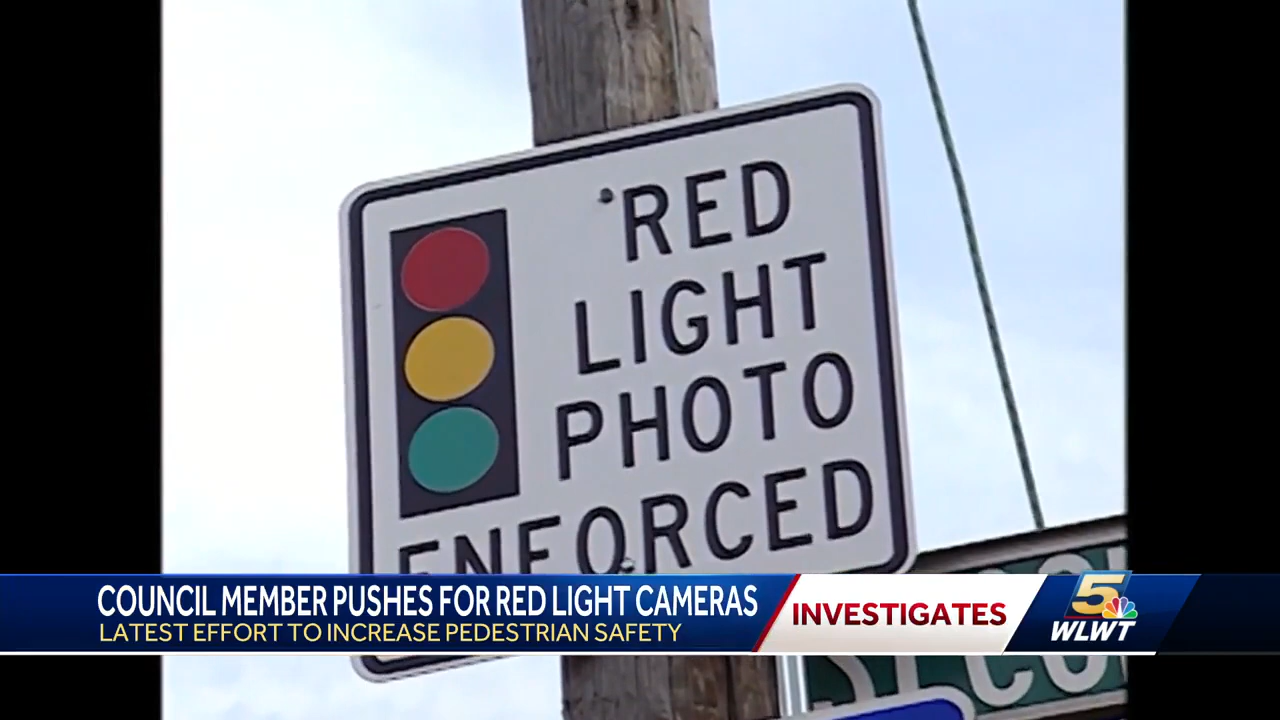 RED
LIGHT
PHOTO
ENFORCED
COUNCIL MEMBER PUSHES FOR RED LIGHT CAMERAS
LATEST EFFORT TO INCREASE PEDESTRIAN SAFETY
INVESTIGATES
5
WLWT